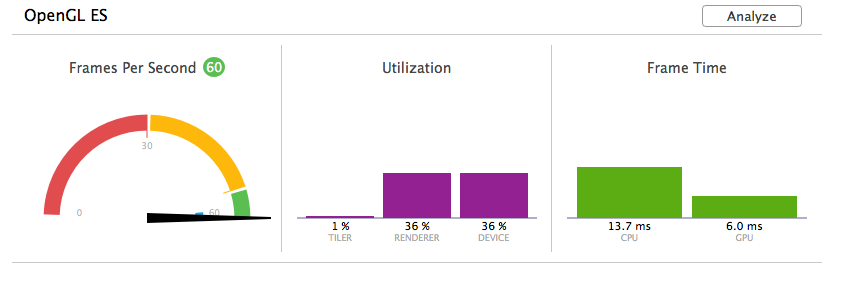 OpenGL ES
Analyze
Frames Per Second 60
Utilization
Frame Time
30
0
60
1 %
36 %
36 %
13.7 ms
6.0 ms
TILER
RENDERER
DEVICE
CPU
GPU